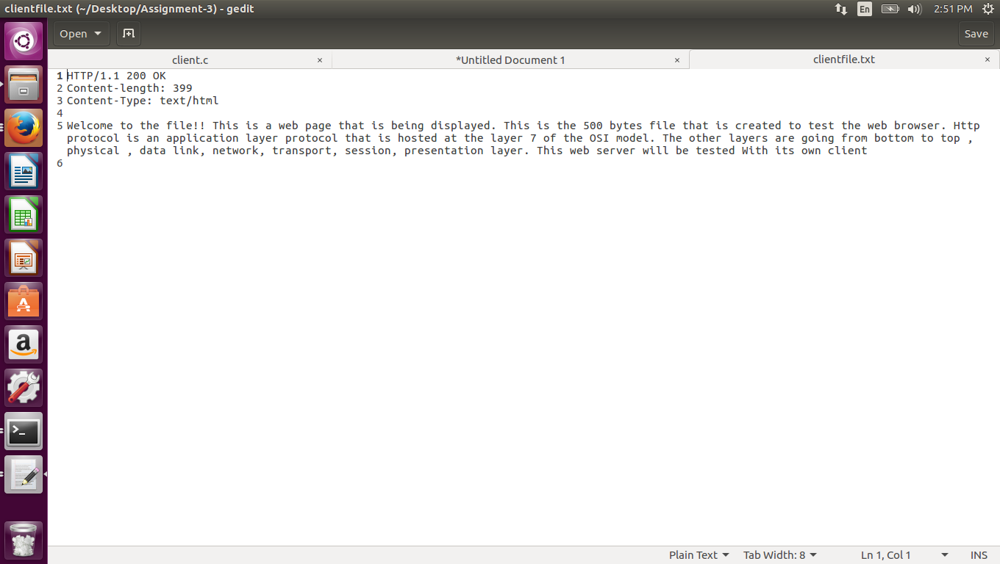 clientfile.txt (~/Desktop/Assignment-3) - gedit
En
2:51 PM
Open
Save
client.c ×
*Untitled Document 1 ×
clientfile.txt ×
1 HTTP/1.1 200 OK
2 Content-length: 399
3 Content-Type: text/html
4
5 Welcome to the file!! This is a web page that is being displayed. This is the 500 bytes file that is created to test the web browser. Http
protocol is an application layer protocol that is hosted at the layer 7 of the OSI model. The other layers are going from bottom to top ,
physical , data link, network, transport, session, presentation layer. This web server will be tested With its own client
6
Plain Text Tab Width: 8 Ln 1, Col 1 INS